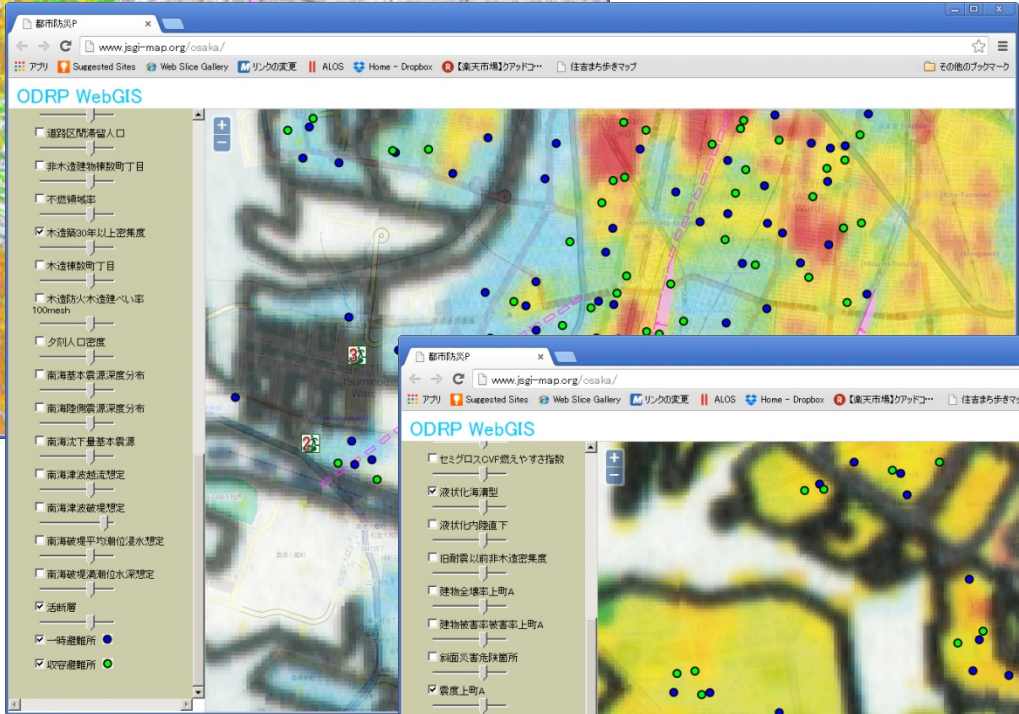 都市防災P
www.jsgi-map.org/osaka/
アプリ Suggested Sites Web Slice Gallery リンクの変更 ALOS Home - Dropbox 【楽天市場】クアッドコ… 住吉まち歩きマップ その他のブックマーク
ODRP WebGIS
道路区間滞留人口
非木造建物棟数町丁目
不燃領域率
木造築30年以上密集度
木造棟数町丁目
木造防火木造建ぺい率
100mesh
夕刻人口密度
南海基本震源深度分布
南海陸側震源深度分布
南海沈下量基本震源
南海津波越流想定
南海津波破堤想定
南海破堤平均潮位浸水想定
南海破堤満潮位水深想定
活断層
一時避難所
収容避難所
3
2
都市防災P
www.jsgi-map.org/osaka/
アプリ Suggested Sites Web Slice Gallery リンクの変更 ALOS Home - Dropbox 【楽天市場】クアッドコ… 住吉まち歩きマッ
ODRP WebGIS
セミグロスCVF燃えやすさ指数
液状化海溝型
液状化内陸直下
旧耐震以前非木造密集度
建物全壊率上町A
建物被害率被害率上町A
斜面災害危険箇所
震度上町A